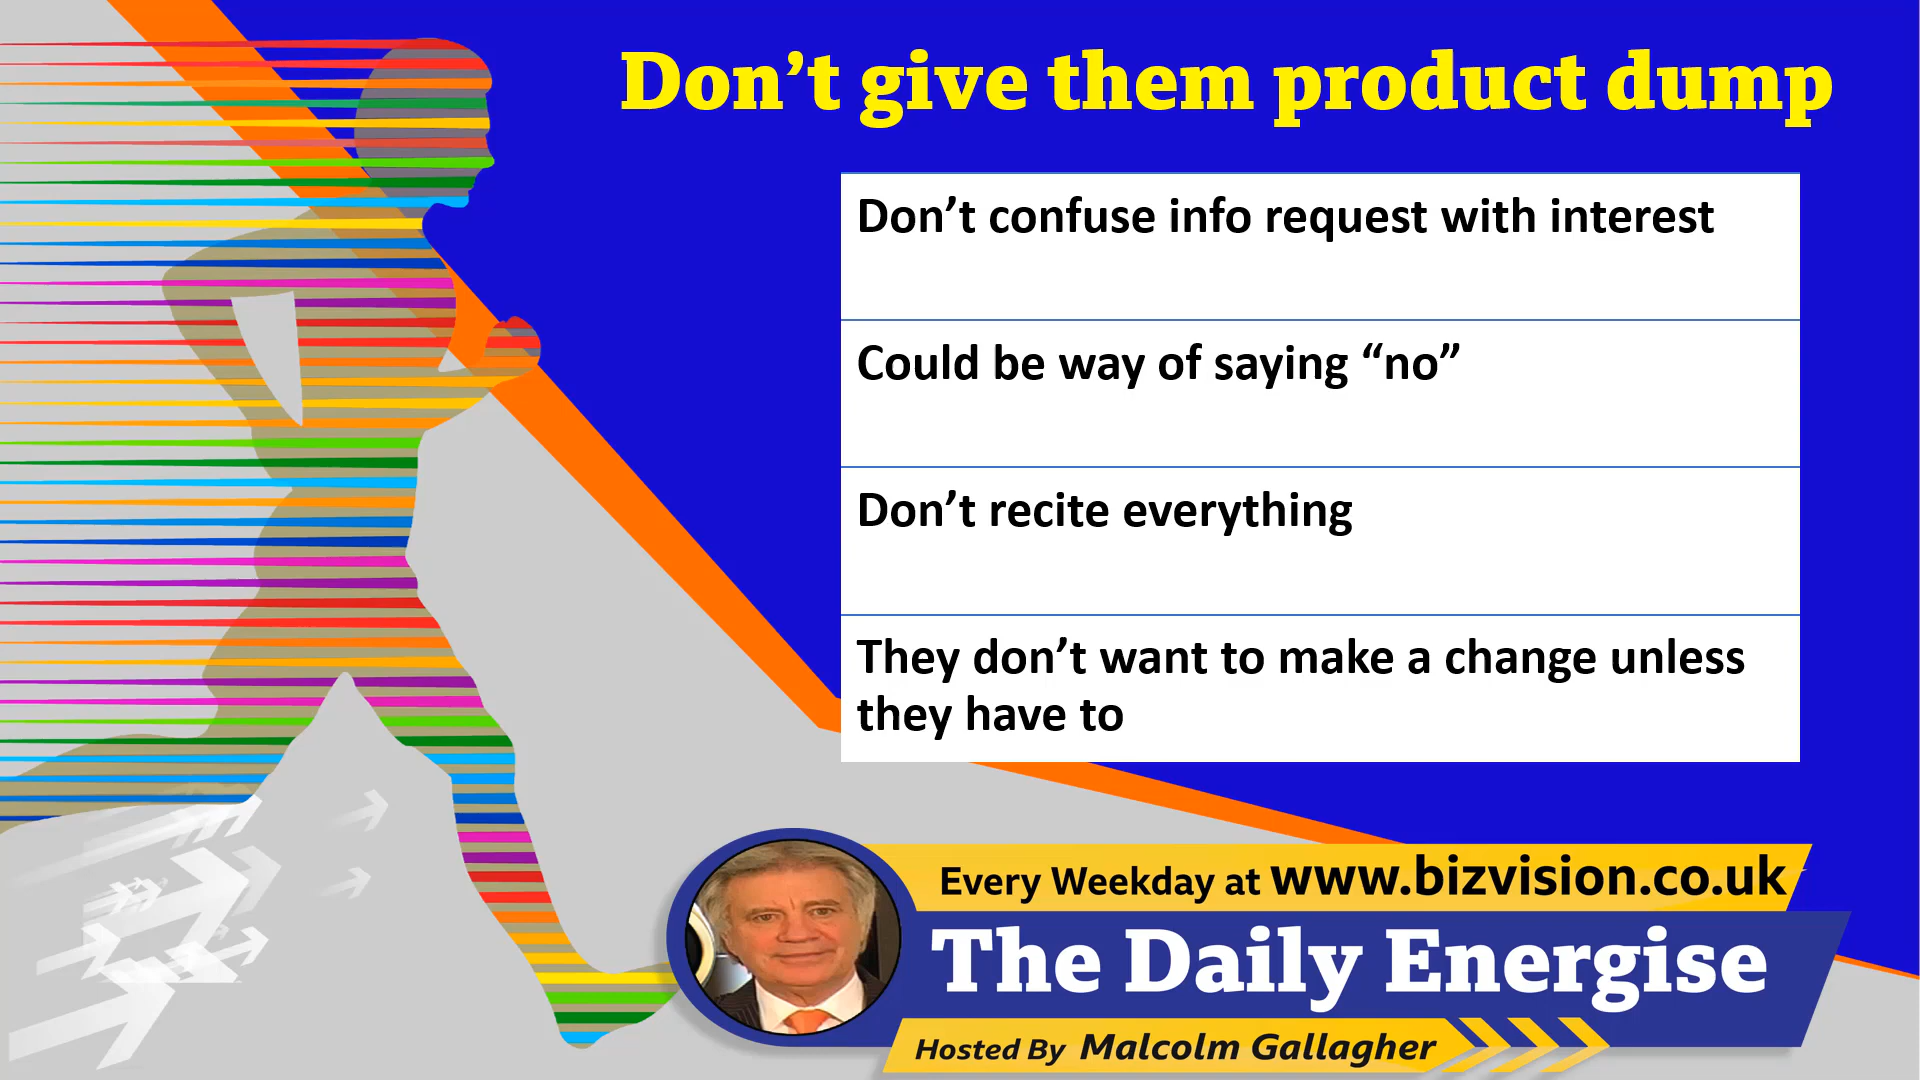 Don’t give them product dump
Don’t confuse info request with interest
Could be way of saying “no”
Don’t recite everything
They don’t want to make a change unless
they have to
Every Weekday at www.bizvision.co.uk
The Daily Energise
Hosted By Malcolm Gallagher